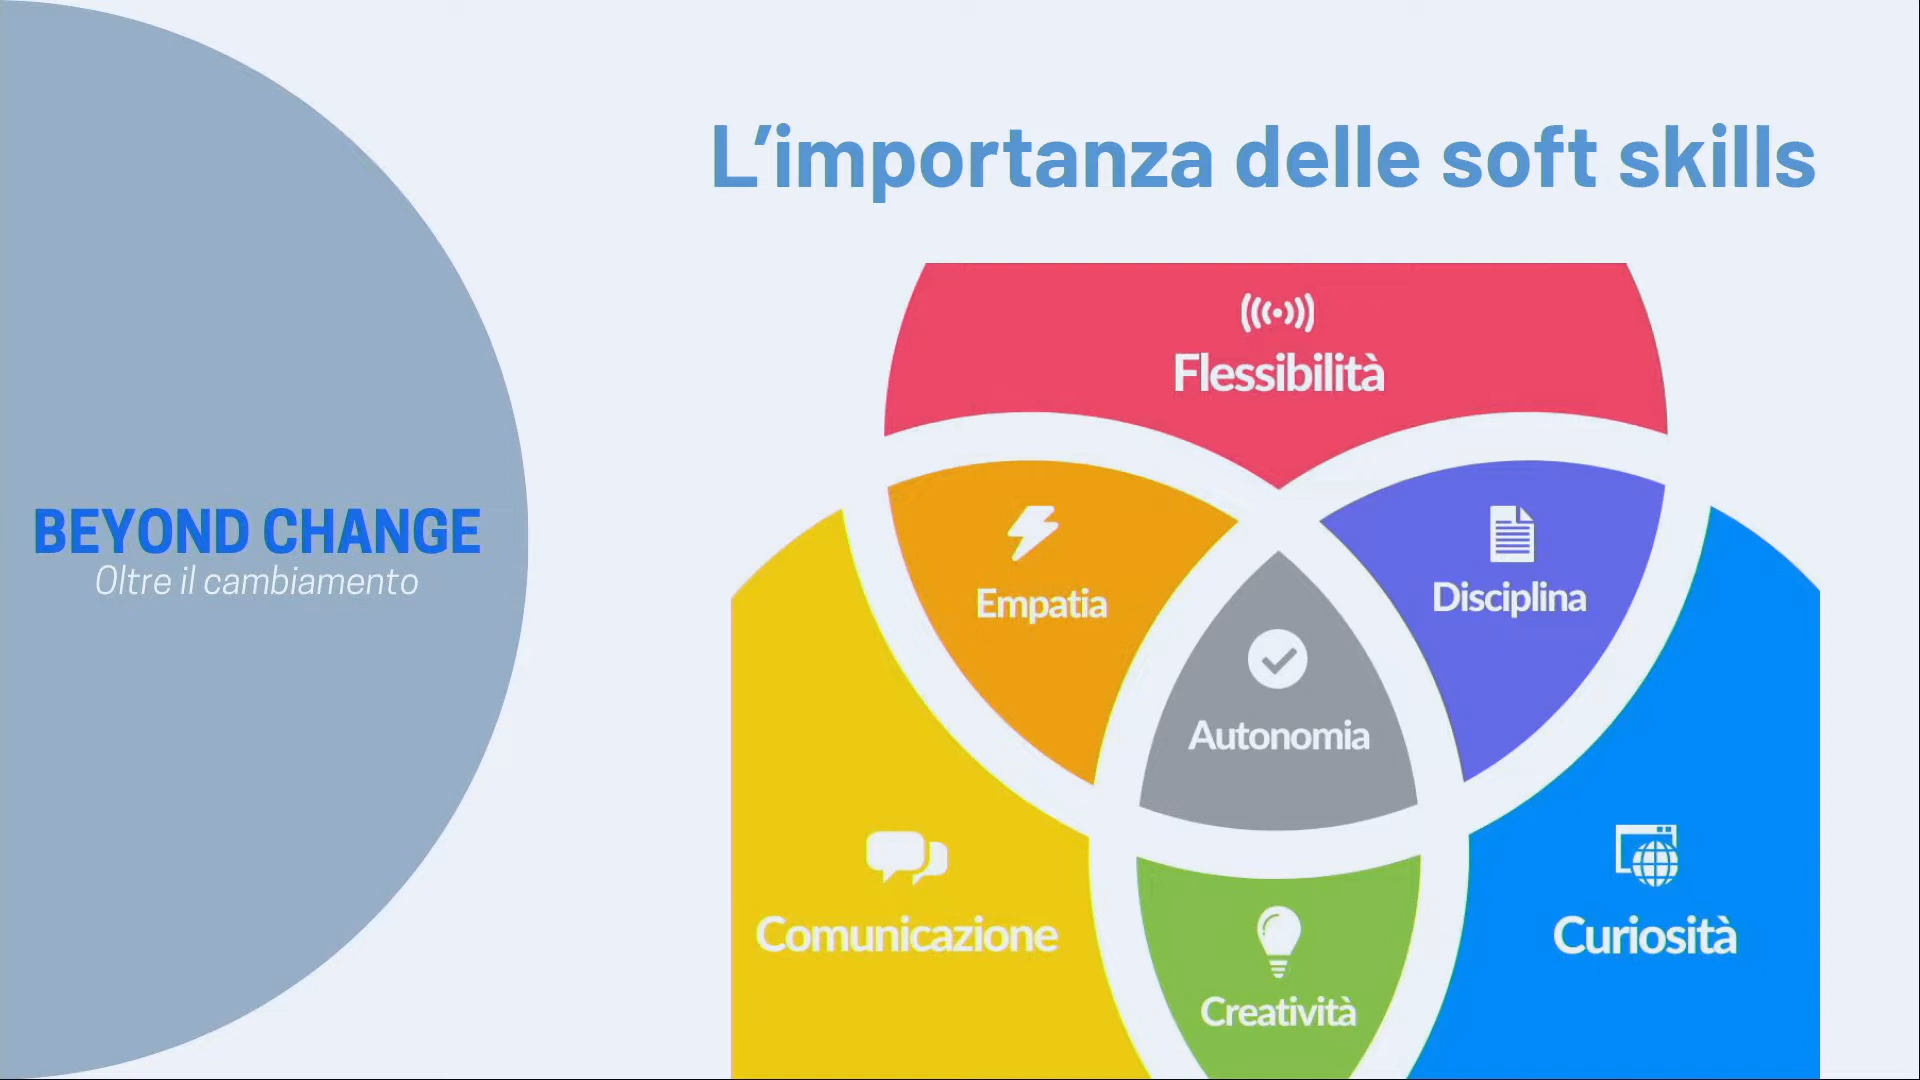 L’importanza delle soft skills
BEYOND CHANGE
Oltre il cambiamento
Flessibilità
Empatia
Disciplina
Autonomia
Comunicazione
Curiosità
Creatività